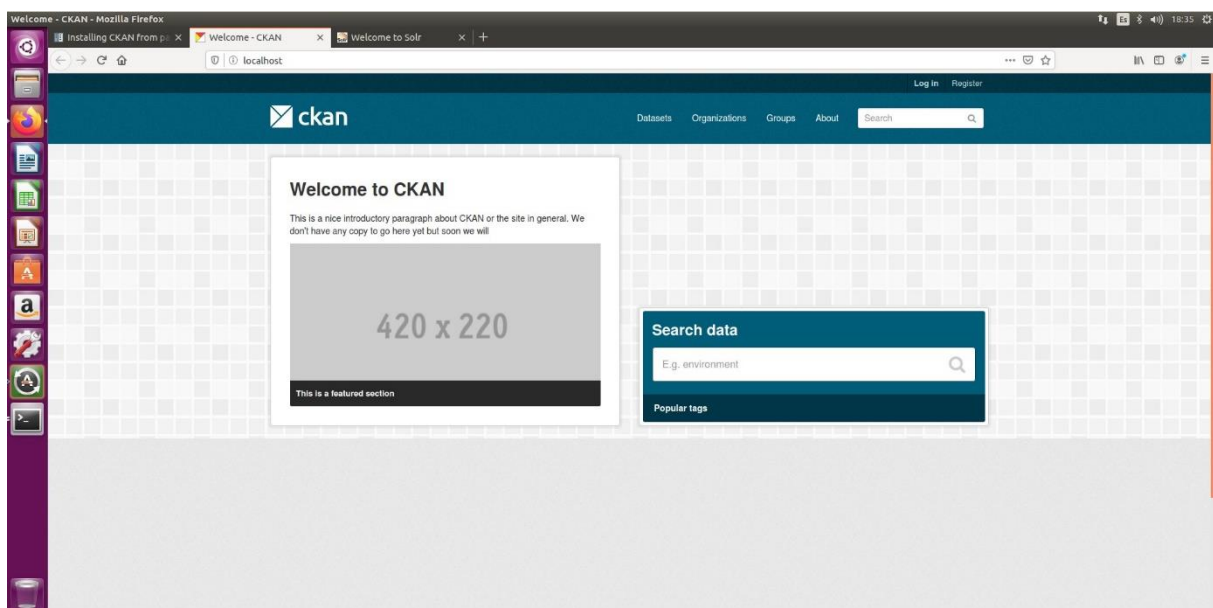 Welcome - CKAN - Mozilla Firefox
Es
18:35
Installing CKAN from pa
Welcome - CKAN
Welcome to Solr
localhost
Log in Register
ckan
Datasets Organizations Groups About Search
Welcome to CKAN
This is a nice introductory paragraph about CKAN or the site in general. We
don't have any copy to go here yet but soon we will
420 x 220
This is a featured section
Search data
E.g. environment
Popular tags